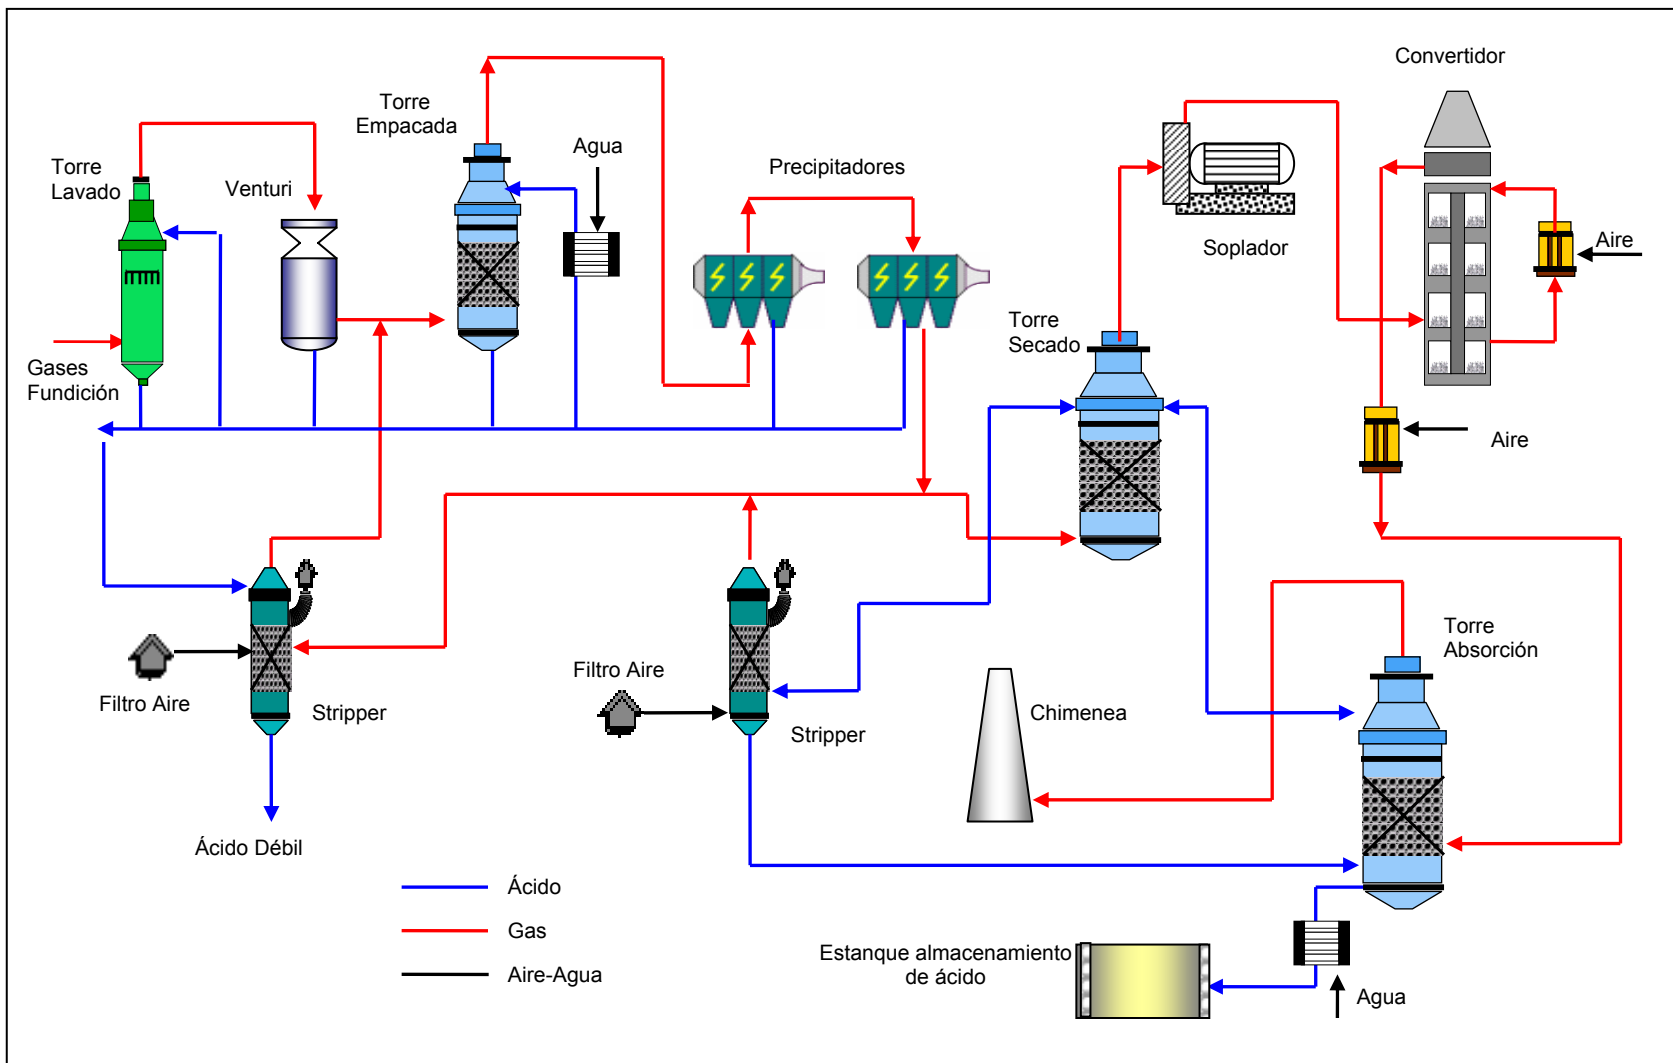 Convertidor
Torre
Empacada
Agua
Torre
Lavado
Venturi
Precipitadores
Soplador
Aire
Torre
Secado
Gases
Fundición
Aire
Torre
Absorción
Filtro Aire
Filtro Aire
Stripper
Stripper
Chimenea
Ácido Débil
Ácido
Gas
Aire-Agua
Estanque almacenamiento
de ácido
Agua